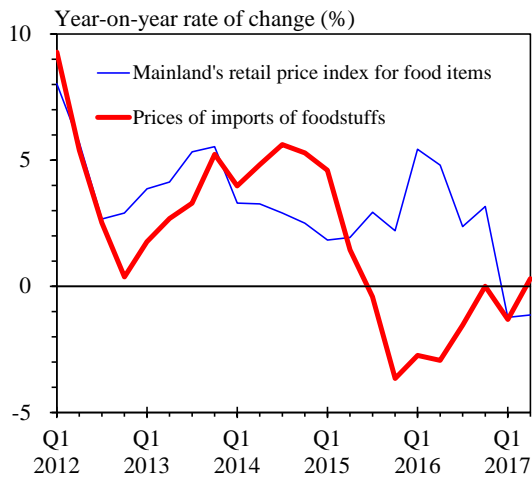 Year-on-year rate of change (%)
10
Mainland's retail price index for food items
Prices of imports of foodstuffs
5
0
-5
Q1 Q1 Q1 Q1 Q1 Q1
2012 2013 2014 2015 2016 2017